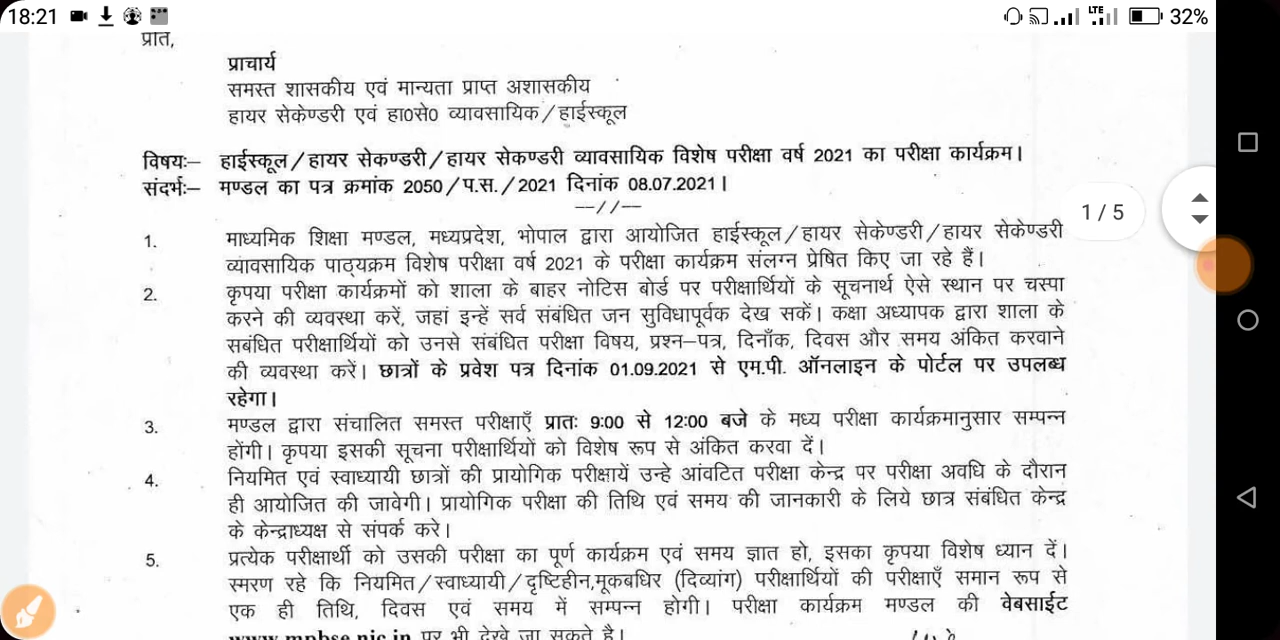 18:21
LTE
32%
प्रात,
प्राचार्य
समस्त शासकीय एवं मान्यता प्राप्त अशासकीय
हायर सेकेण्डरी एवं हा0से0 व्यावसायिक/हाईस्कूल
विषयः– हाईस्कूल/हायर सेकण्डरी/हायर सेकण्डरी व्यावसायिक विशेष परीक्षा वर्ष 2021 का परीक्षा कार्यक्रम।
संदर्भः– मण्डल का पत्र क्रमांक 2050/प.स./2021 दिनांक 08.07.2021।
––//––
1 / 5
1. माध्यमिक शिक्षा मण्डल, मध्यप्रदेश, भोपाल द्वारा आयोजित हाईस्कूल/हायर सेकेण्डरी/हायर सेकेण्डरी
व्यावसायिक पाठ्यक्रम विशेष परीक्षा वर्ष 2021 के परीक्षा कार्यक्रम संलग्न प्रेषित किए जा रहे हैं।
2. कृपया परीक्षा कार्यक्रमों को शाला के बाहर नोटिस बोर्ड पर परीक्षार्थियों के सूचनार्थ ऐसे स्थान पर चस्पा
करने की व्यवस्था करें, जहां इन्हें सर्व संबंधित जन सुविधापूर्वक देख सकें। कक्षा अध्यापक द्वारा शाला के
सबंधित परीक्षार्थियों को उनसे संबंधित परीक्षा विषय, प्रश्न–पत्र, दिनाँक, दिवस और समय अंकित करवाने
की व्यवस्था करें। छात्रों के प्रवेश पत्र दिनांक 01.09.2021 से एम.पी. ऑनलाइन के पोर्टल पर उपलब्ध
रहेगा।
3. मण्डल द्वारा संचालित समस्त परीक्षाएँ प्रातः 9:00 से 12:00 बजे के मध्य परीक्षा कार्यक्रमानुसार सम्पन्न
होंगी। कृपया इसकी सूचना परीक्षार्थियों को विशेष रूप से अंकित करवा दें।
4. नियमित एवं स्वाध्यायी छात्रों की प्रायोगिक परीक्षायें उन्हे आंवटित परीक्षा केन्द्र पर परीक्षा अवधि के दौरान
ही आयोजित की जावेगी। प्रायोगिक परीक्षा की तिथि एवं समय की जानकारी के लिये छात्र संबंधित केन्द्र
के केन्द्राध्यक्ष से संपर्क करे।
5. प्रत्येक परीक्षार्थी को उसकी परीक्षा का पूर्ण कार्यक्रम एवं समय ज्ञात हो, इसका कृपया विशेष ध्यान दें।
स्मरण रहे कि नियमित/स्वाध्यायी/दृष्टिहीन,मूकबधिर (दिव्यांग) परीक्षार्थियों की परीक्षाएँ समान रूप से
एक ही तिथि, दिवस एवं समय में सम्पन्न होगी। परीक्षा कार्यक्रम मण्डल की वेबसाईट
www.mpbse.nic.in पर भी देखे जा सकते है।